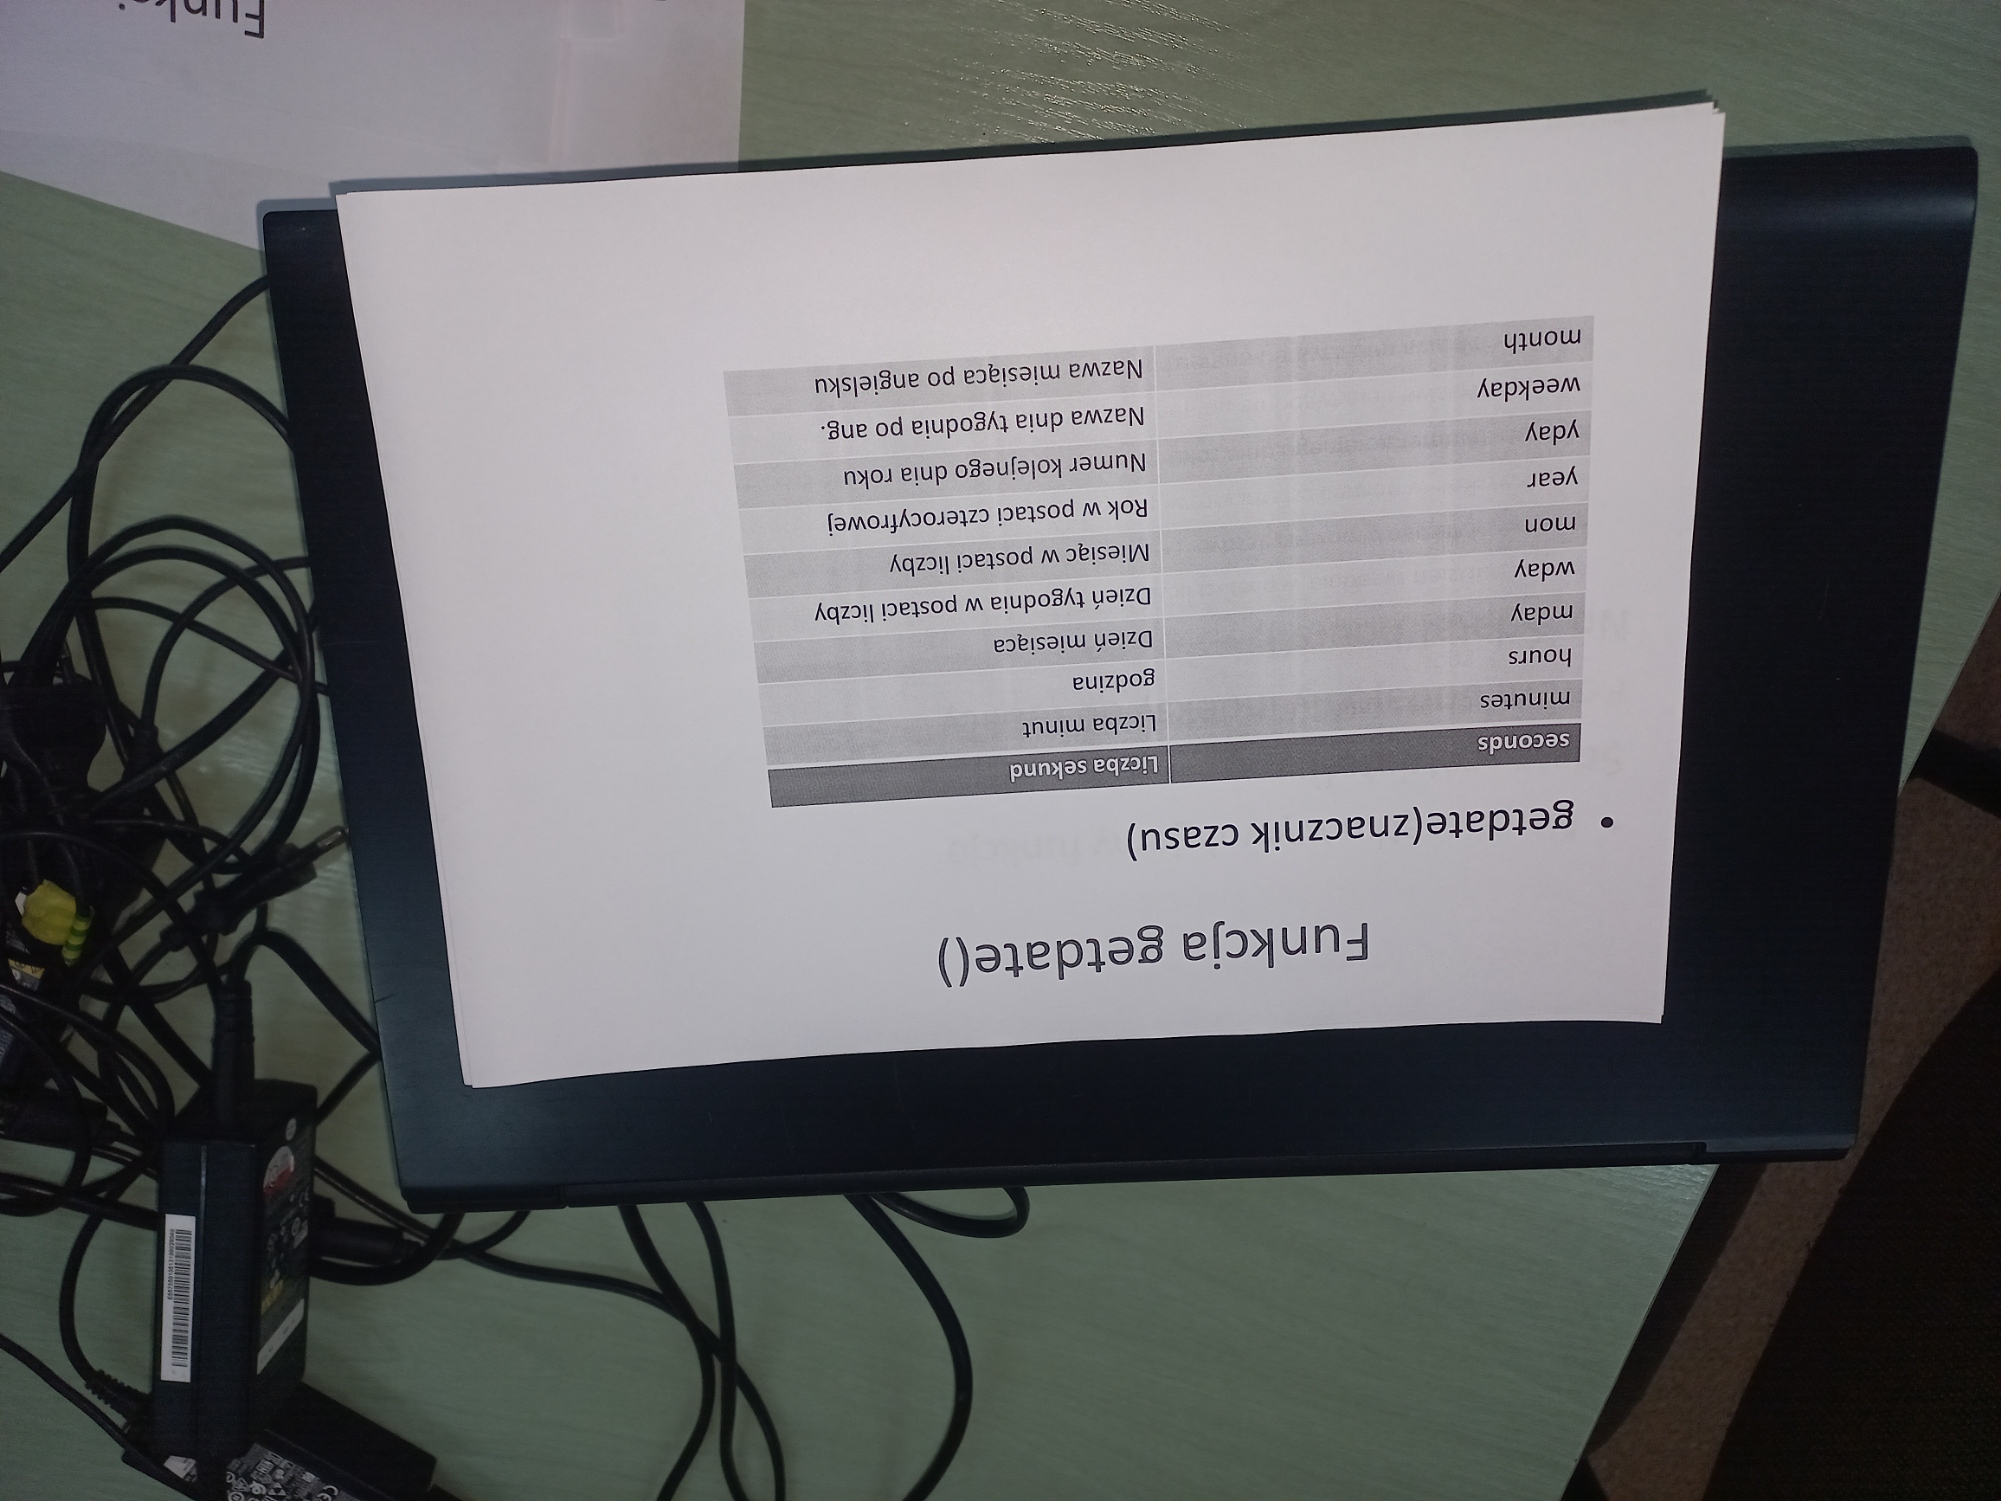 Funkcja getdate()
• getdate(znacznik czasu)
seconds Liczba sekund
minutes Liczba minut
hours godzina
mday Dzień miesiąca
wday Dzień tygodnia w postaci liczby
mon Miesiąc w postaci liczby
year Rok w postaci czterocyfrowej
yday Numer kolejnego dnia roku
weekday Nazwa dnia tygodnia po ang.
month Nazwa miesiąca po angielsku